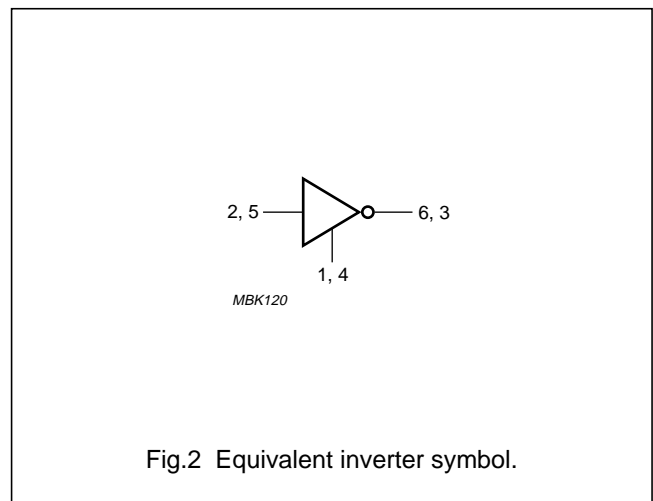 2, 5
6, 3
1, 4
MBK120
Fig.2 Equivalent inverter symbol.